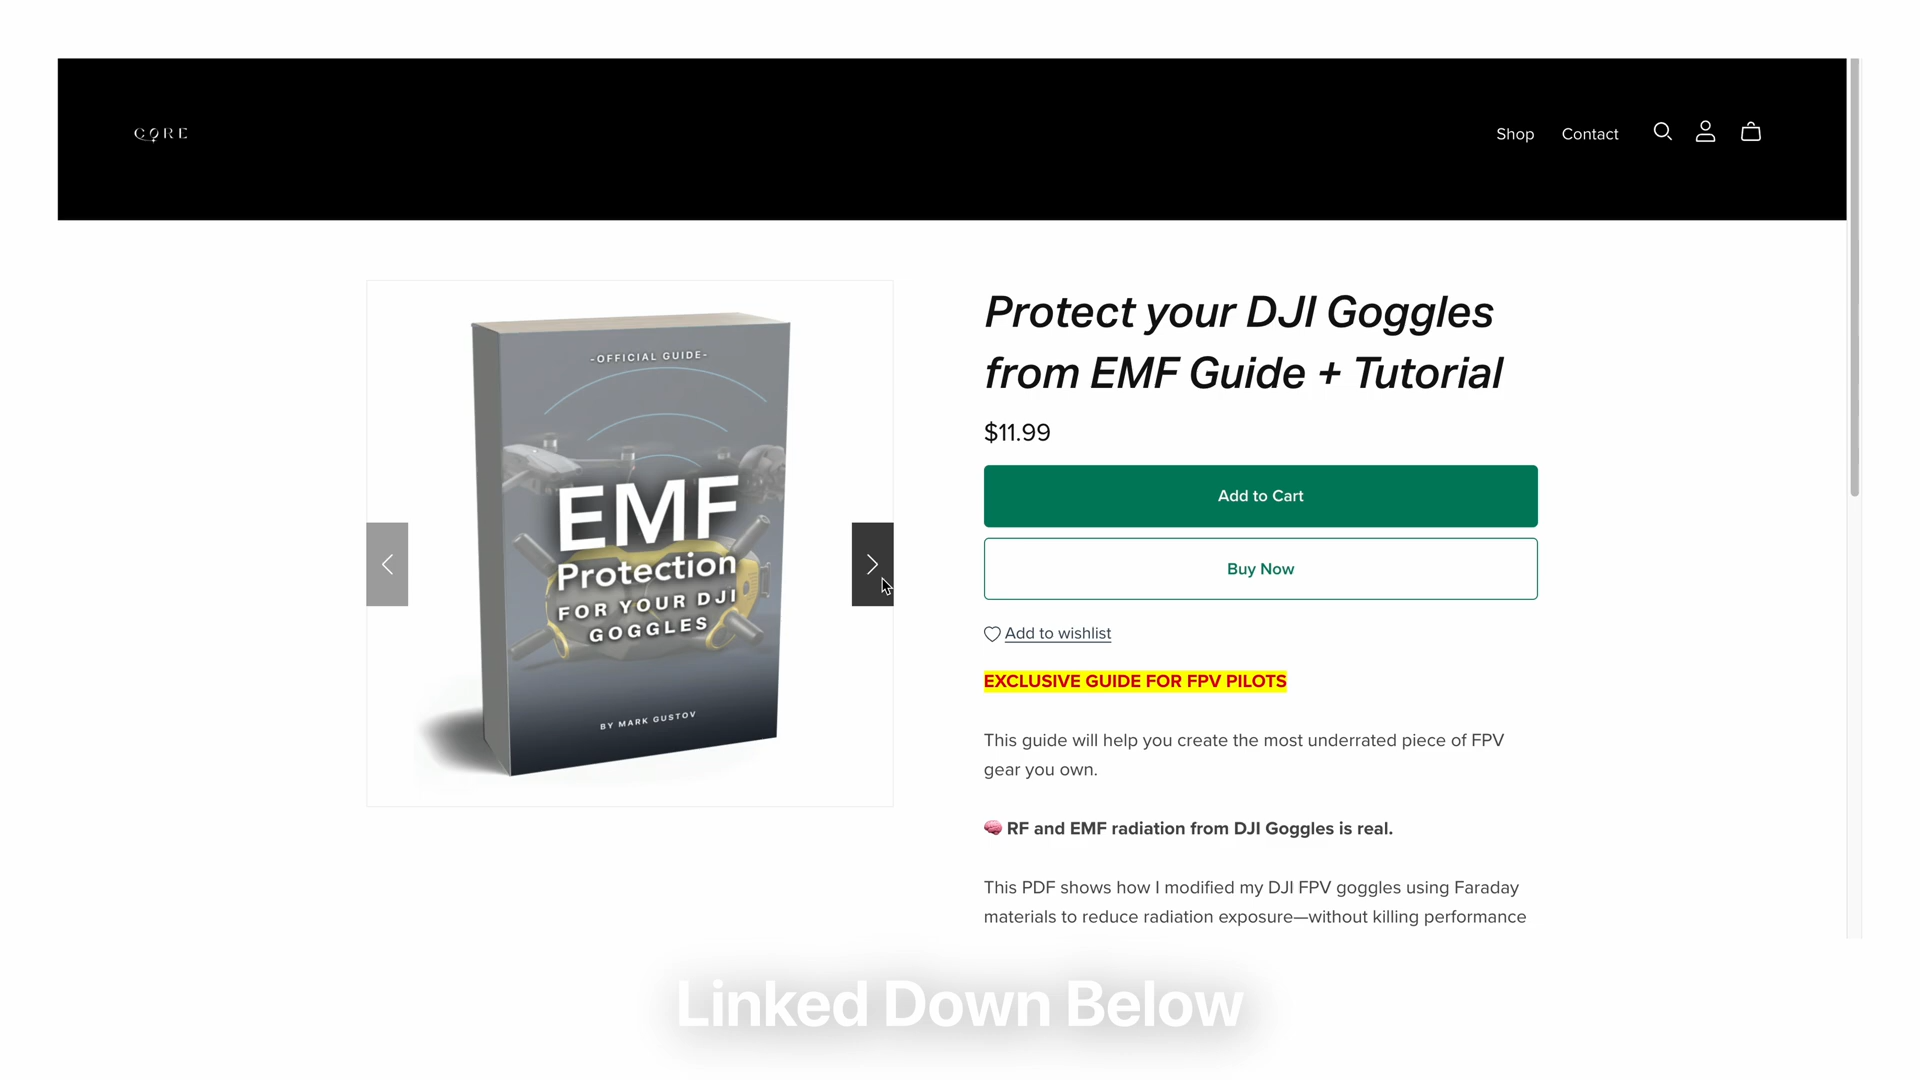 CORE
Shop
Contact
-OFFICIAL GUIDE-
EMF
Protection
FOR YOUR DJI
GOGGLES
BY MARK GUSTOV
Protect your DJI Goggles
from EMF Guide + Tutorial
$11.99
Add to Cart
Buy Now
Add to wishlist
EXCLUSIVE GUIDE FOR FPV PILOTS
This guide will help you create the most underrated piece of FPV
gear you own.
🧠 RF and EMF radiation from DJI Goggles is real.
This PDF shows how I modified my DJI FPV goggles using Faraday
materials to reduce radiation exposure—without killing performance
Linked Down Below